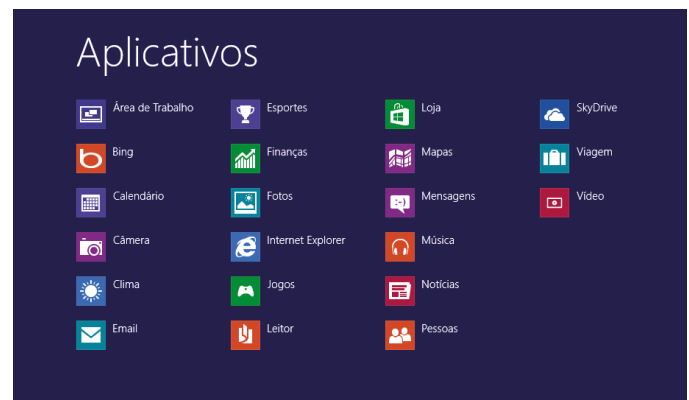 Aplicativos
Área de Trabalho
Bing
Calendário
Câmera
Clima
Email
Esportes
Finanças
Fotos
Internet Explorer
Jogos
Leitor
Loja
Mapas
Mensagens
Música
Notícias
Pessoas
SkyDrive
Viagem
Vídeo